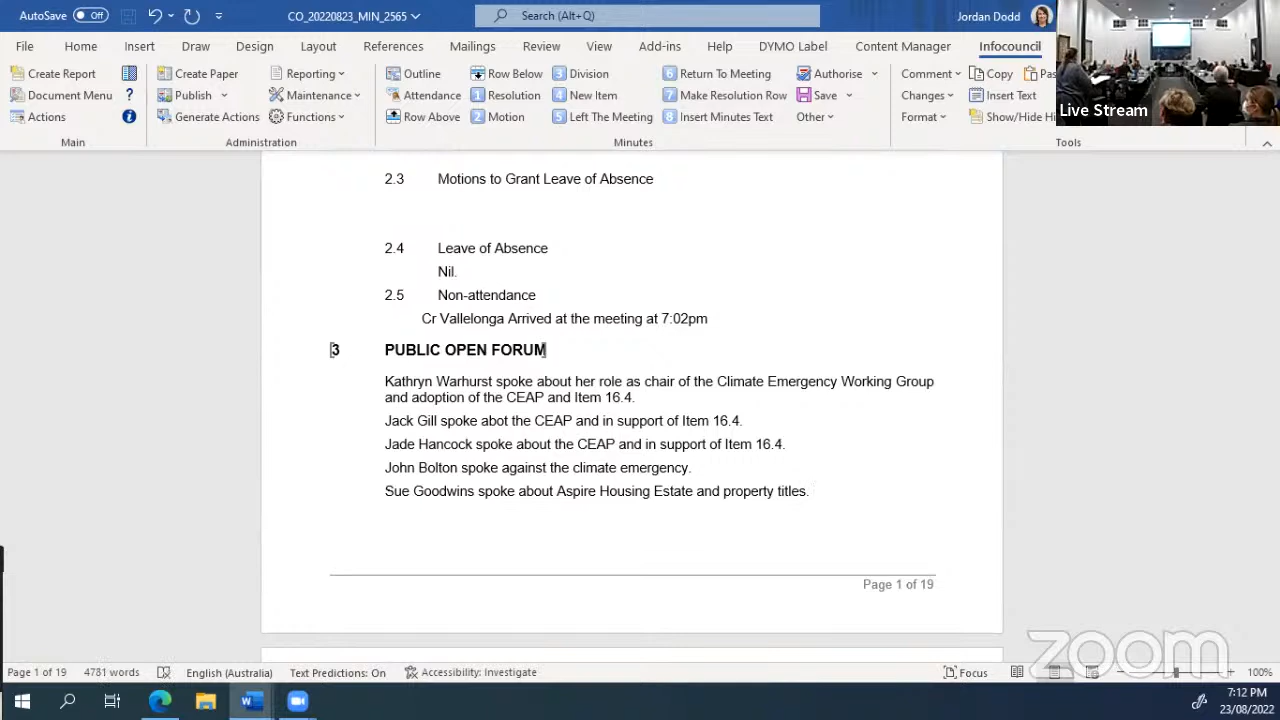 AutoSave Off CO_20220823_MIN_2565 Search (Alt+Q) Jordan Dodd
File Home Insert Draw Design Layout References Mailings Review View Add-ins Help DYMO Label Content Manager Infocouncil
Create Report Create Paper Reporting Outline Row Below 3 Division 6 Return To Meeting Authorise Comment Copy Pas
Document Menu ? Publish Maintenance Attendance 1 Resolution 4 New Item 7 Make Resolution Row Save Changes Insert Text
Actions Generate Actions Functions Row Above 2 Motion 5 Left The Meeting 8 Insert Minutes Text Other Format Show/Hide Hi
Main Administration Minutes Tools
Live Stream
2.3 Motions to Grant Leave of Absence
2.4 Leave of Absence
Nil.
2.5 Non-attendance
Cr Vallelonga Arrived at the meeting at 7:02pm
3 PUBLIC OPEN FORUM
Kathryn Warhurst spoke about her role as chair of the Climate Emergency Working Group
and adoption of the CEAP and Item 16.4.
Jack Gill spoke abot the CEAP and in support of Item 16.4.
Jade Hancock spoke about the CEAP and in support of Item 16.4.
John Bolton spoke against the climate emergency.
Sue Goodwins spoke about Aspire Housing Estate and property titles.
Page 1 of 19
zoom
Page 1 of 19 4781 words English (Australia) Text Predictions: On Accessibility: Investigate Focus 100%
7:12 PM
23/08/2022